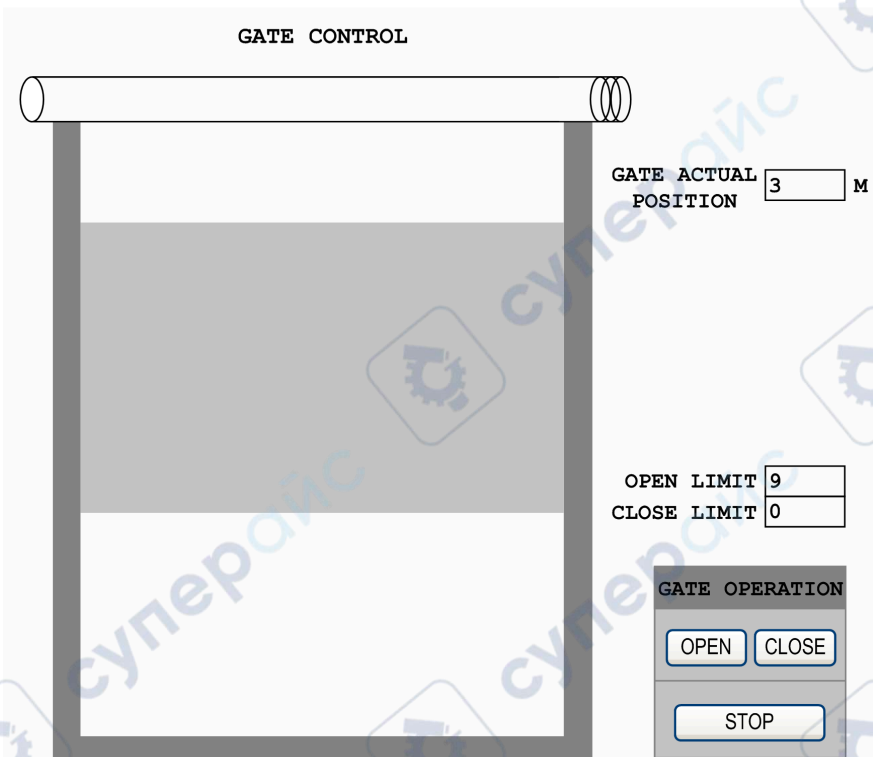 GATE CONTROL
GATE ACTUAL
POSITION
3
M
OPEN LIMIT 9
CLOSE LIMIT 0
GATE OPERATION
OPEN CLOSE
STOP
суперайс
суперайс
суперайс